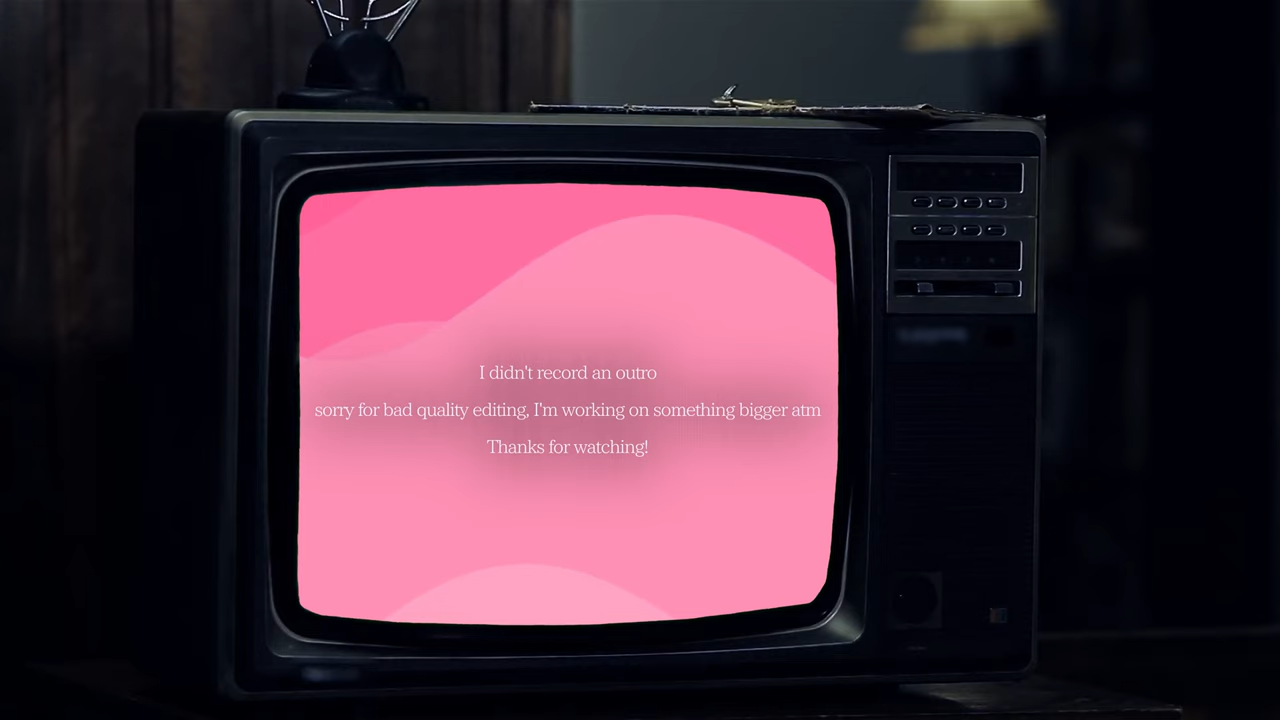 I didn't record an outro
sorry for bad quality editing, I'm working on something bigger atm
Thanks for watching!